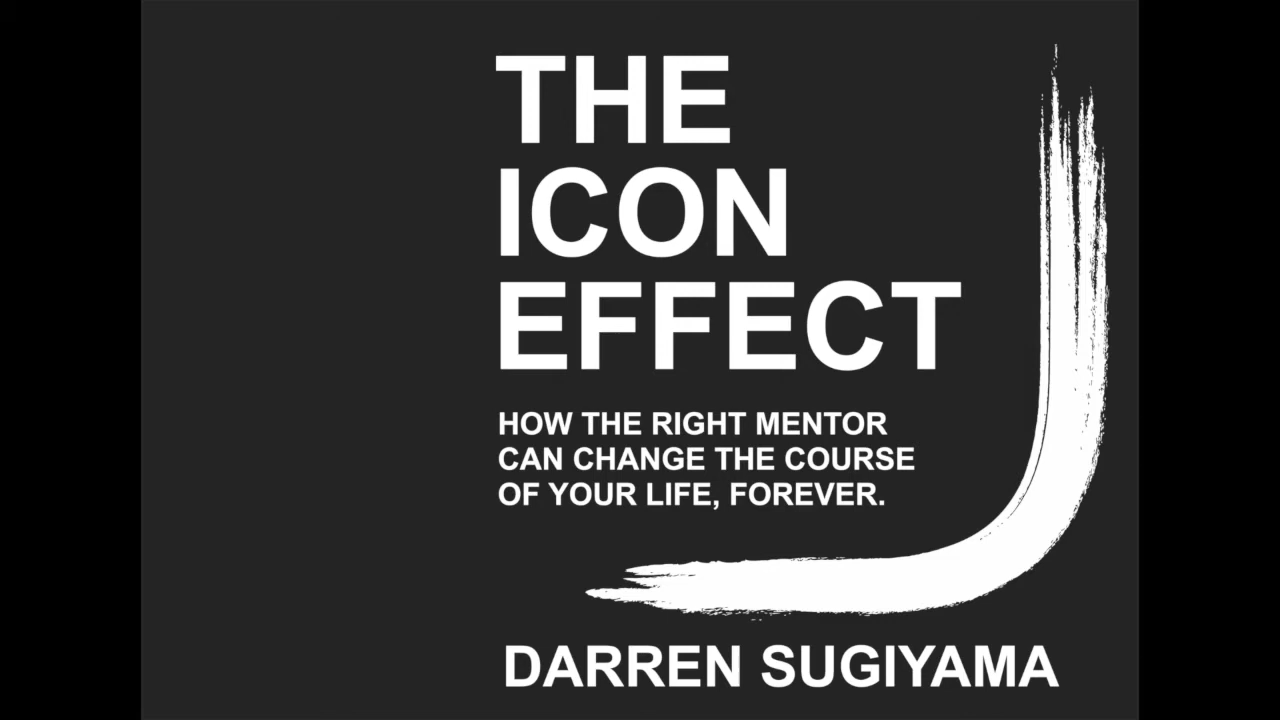 THE
ICON
EFFECT
HOW THE RIGHT MENTOR
CAN CHANGE THE COURSE
OF YOUR LIFE, FOREVER.
DARREN SUGIYAMA